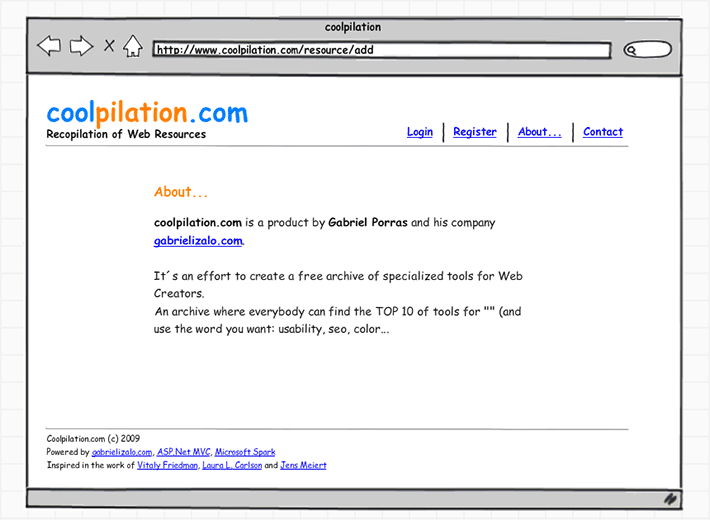 coolpilation
http://www.coolpilation.com/resource/add
coolpilation.com
Recopilation of Web Resources
Login | Register | About... | Contact
About...
coolpilation.com is a product by Gabriel Porras and his company
gabrielizalo.com.
It´s an effort to create a free archive of specialized tools for Web
Creators.
An archive where everybody can find the TOP 10 of tools for "" (and
use the word you want: usability, seo, color...
Coolpilation.com (c) 2009
Powered by gabrielizalo.com, ASP.Net MVC, Microsoft Spark
Inspired in the work of Vitaly Friedman, Laura L. Carlson and Jens Meiert